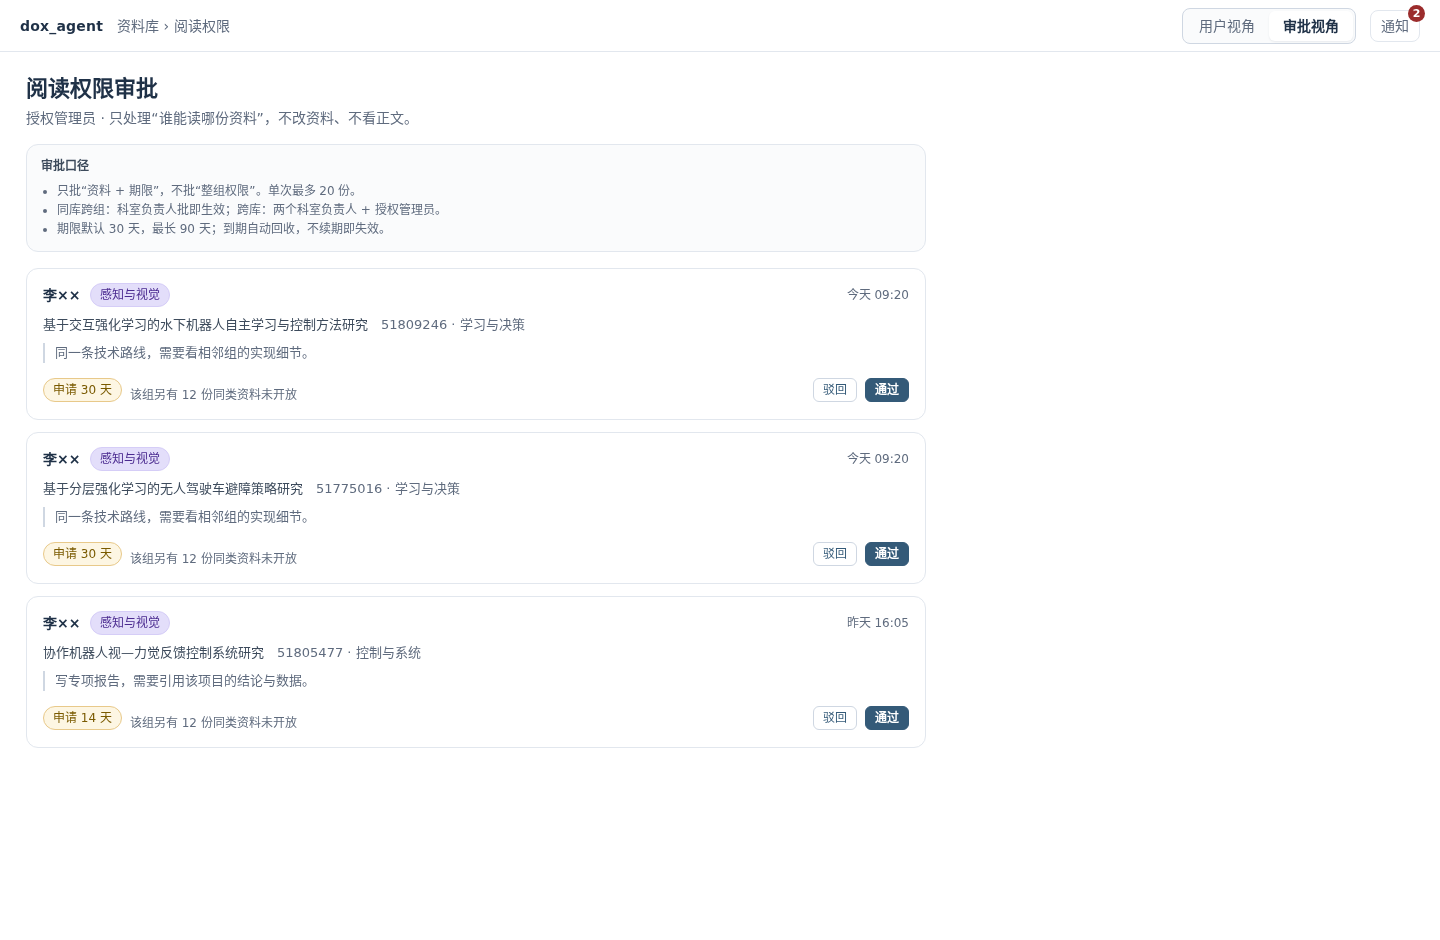 dox_agent 资料库 › 阅读权限 用户视角 审批视角 通知 2
阅读权限审批
授权管理员 · 只处理“谁能读哪份资料”，不改资料、不看正文。
审批口径
• 只批“资料 + 期限”，不批“整组权限”。单次最多 20 份。
• 同库跨组：科室负责人批即生效；跨库：两个科室负责人 + 授权管理员。
• 期限默认 30 天，最长 90 天；到期自动回收，不续期即失效。
李×× 感知与视觉 今天 09:20
基于交互强化学习的水下机器人自主学习与控制方法研究 51809246 · 学习与决策
同一条技术路线，需要看相邻组的实现细节。
申请 30 天 该组另有 12 份同类资料未开放 驳回 通过
李×× 感知与视觉 今天 09:20
基于分层强化学习的无人驾驶车避障策略研究 51775016 · 学习与决策
同一条技术路线，需要看相邻组的实现细节。
申请 30 天 该组另有 12 份同类资料未开放 驳回 通过
李×× 感知与视觉 昨天 16:05
协作机器人视—力觉反馈控制系统研究 51805477 · 控制与系统
写专项报告，需要引用该项目的结论与数据。
申请 14 天 该组另有 12 份同类资料未开放 驳回 通过